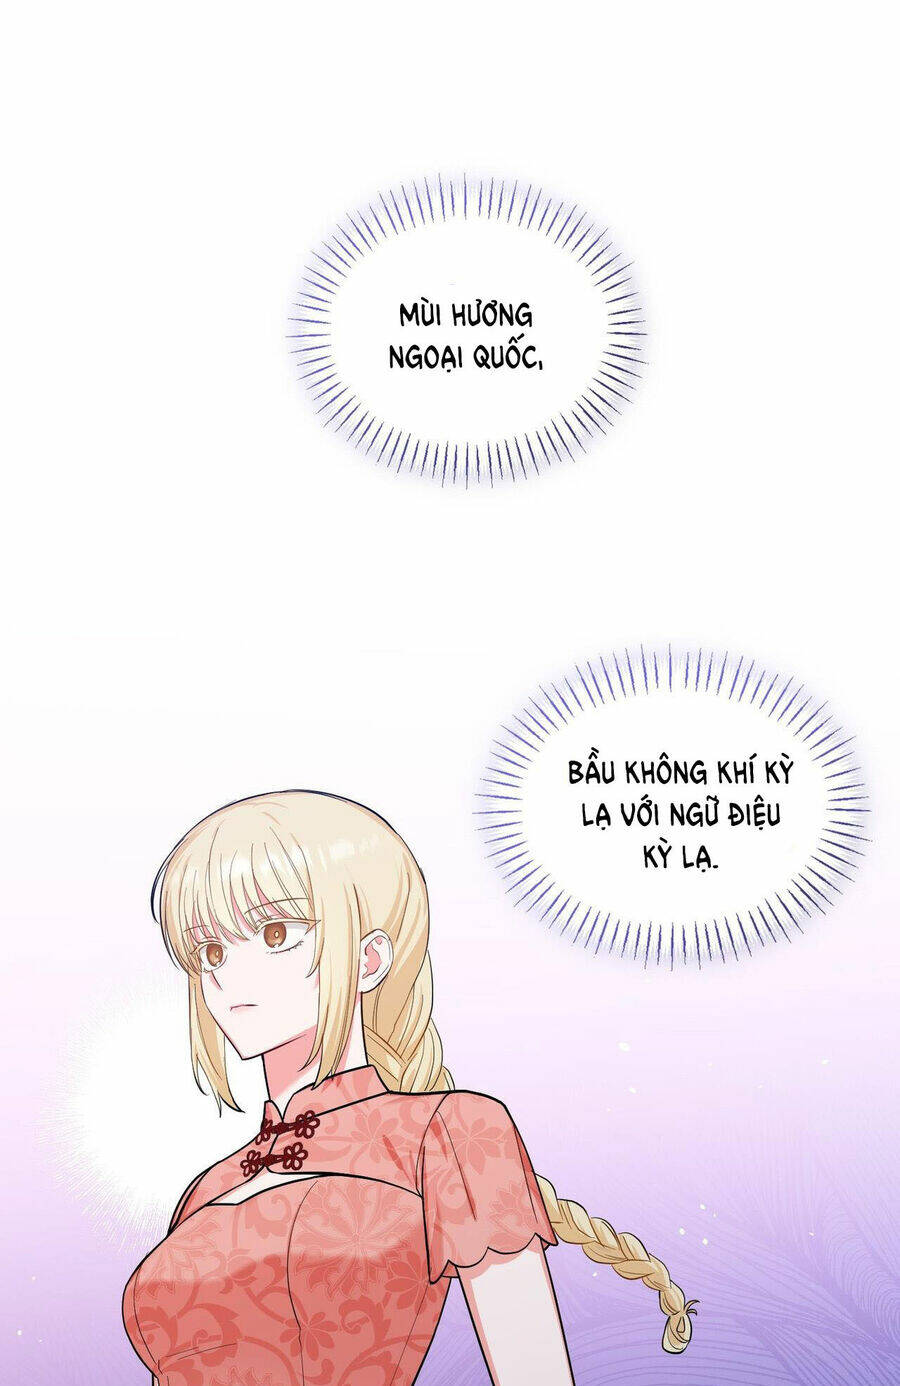 MÙI HƯƠNG
NGOẠI QUỐC,
BẦU KHÔNG KHÍ KỲ
LẠ VỚI NGỮ ĐIỆU
KỲ LẠ.